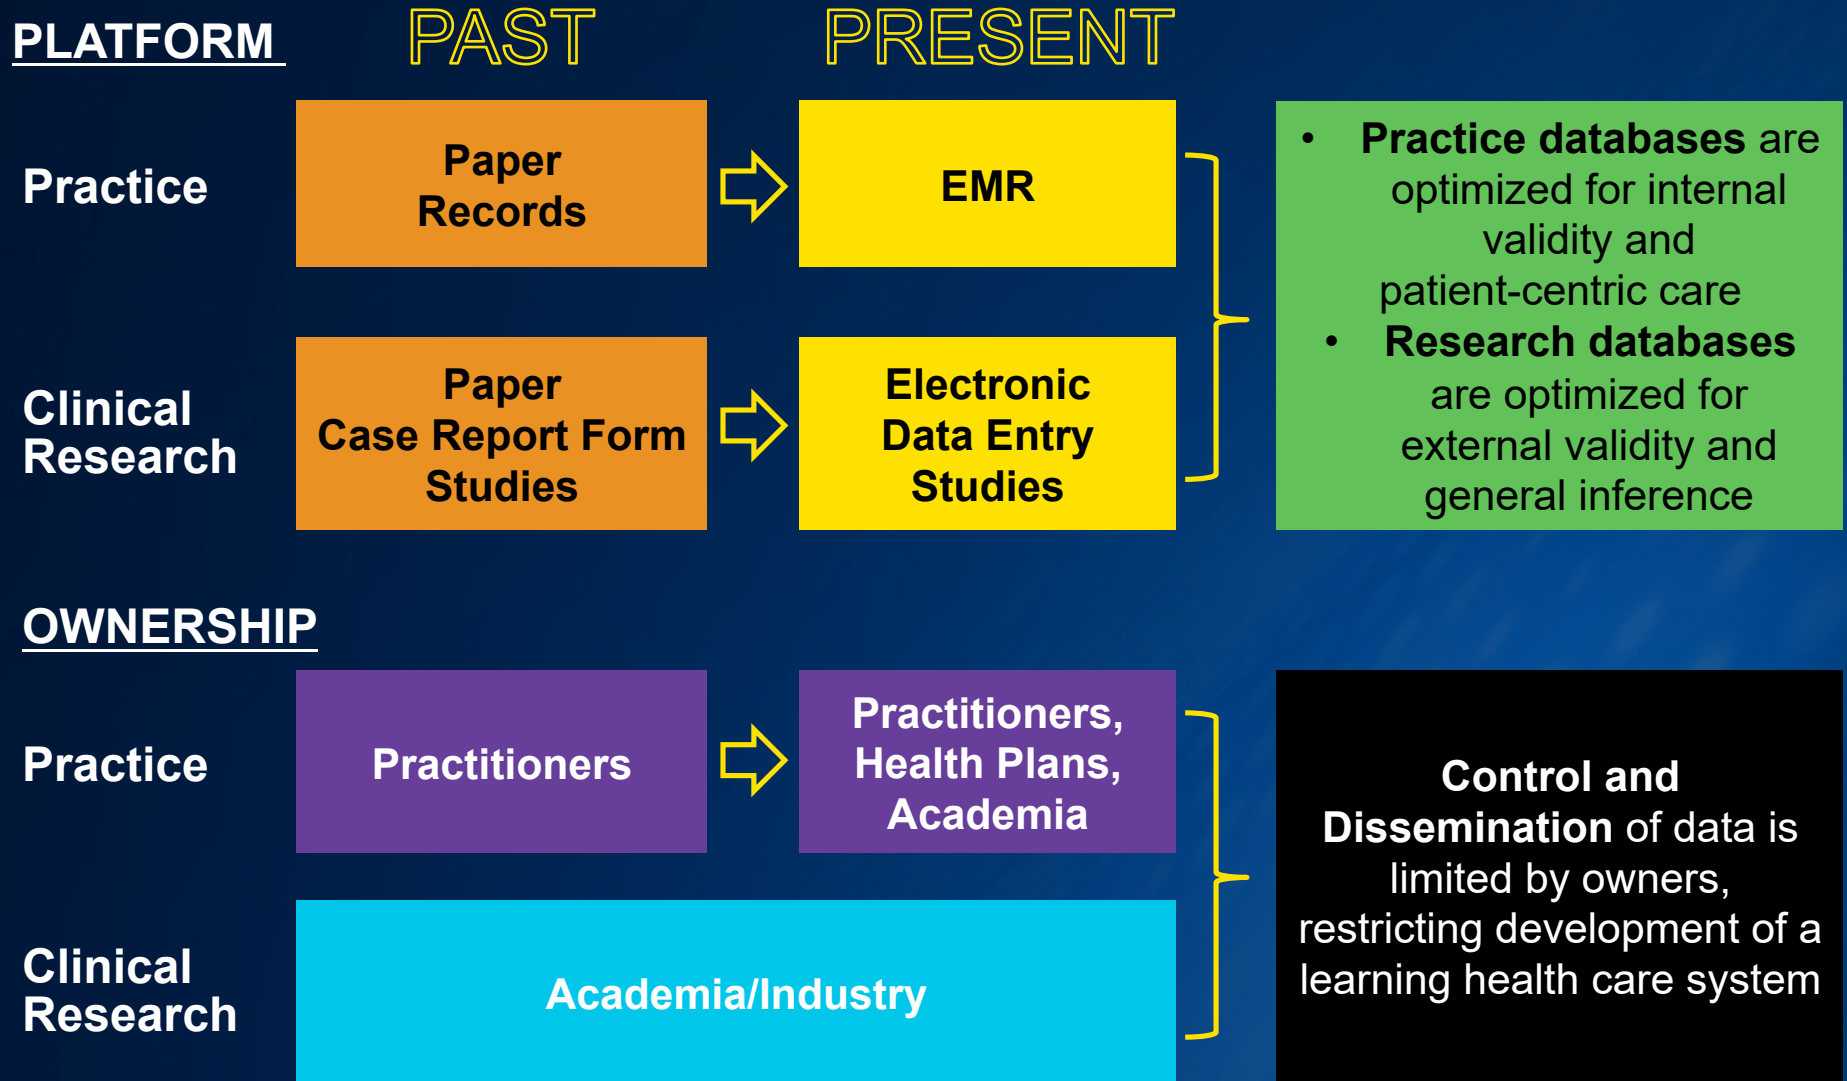 PLATFORM
PAST
PRESENT
Practice
Paper
Records
EMR
Clinical
Research
Paper
Case Report Form
Studies
Electronic
Data Entry
Studies
• Practice databases are
optimized for internal
validity and
patient-centric care
• Research databases
are optimized for
external validity and
general inference
OWNERSHIP
Practice
Practitioners
Practitioners,
Health Plans,
Academia
Clinical
Research
Academia/Industry
Control and
Dissemination of data is
limited by owners,
restricting development of a
learning health care system